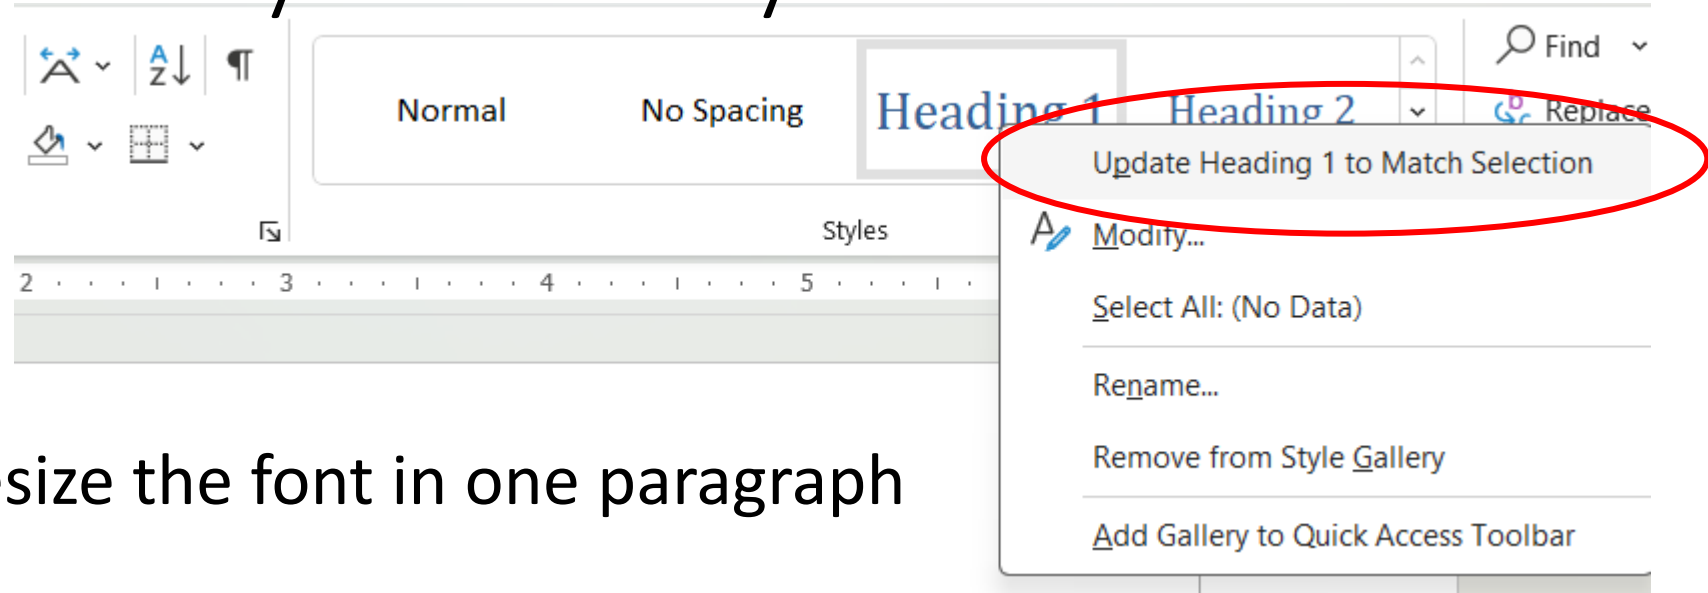 Find
Normal No Spacing Heading 1 Heading 2 Replace
Update Heading 1 to Match Selection
Styles
Modify...
2 3 4 5
Select All: (No Data)
Rename...
Remove from Style Gallery
size the font in one paragraph
Add Gallery to Quick Access Toolbar